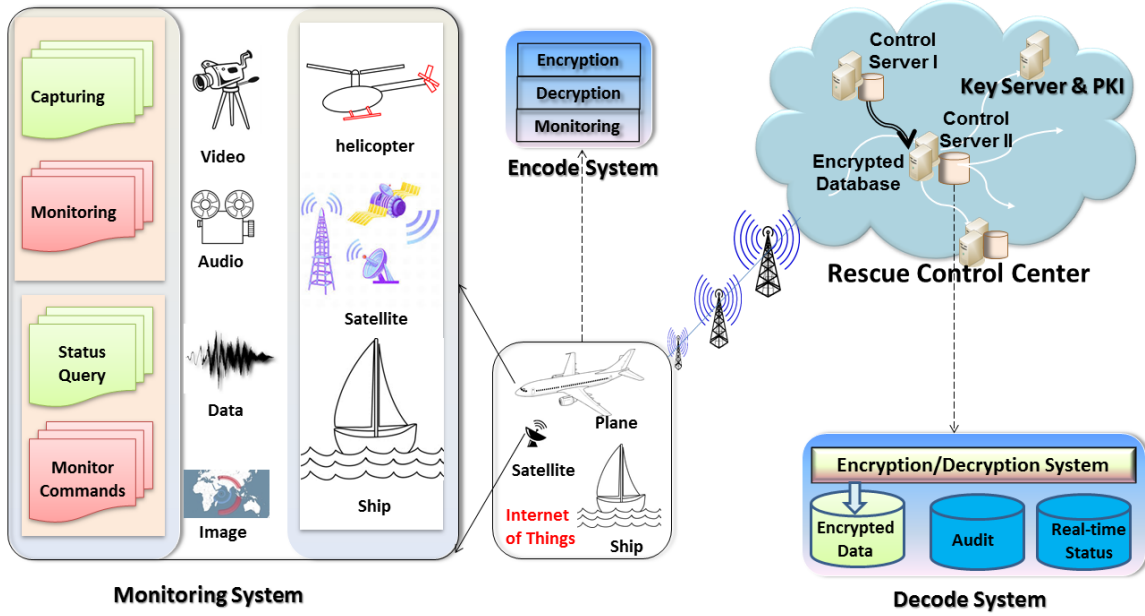 Capturing
Monitoring
Status
Query
Monitor
Commands
Video
Audio
Data
Image
helicopter
Satellite
Ship
Monitoring System
Encryption
Decryption
Monitoring
Encode System
Plane
Satellite
Internet
of Things
Ship
Control
Server I
Key Server & PKI
Control
Server II
Encrypted
Database
Rescue Control Center
Encryption/Decryption System
Encrypted
Data
Audit
Real-time
Status
Decode System